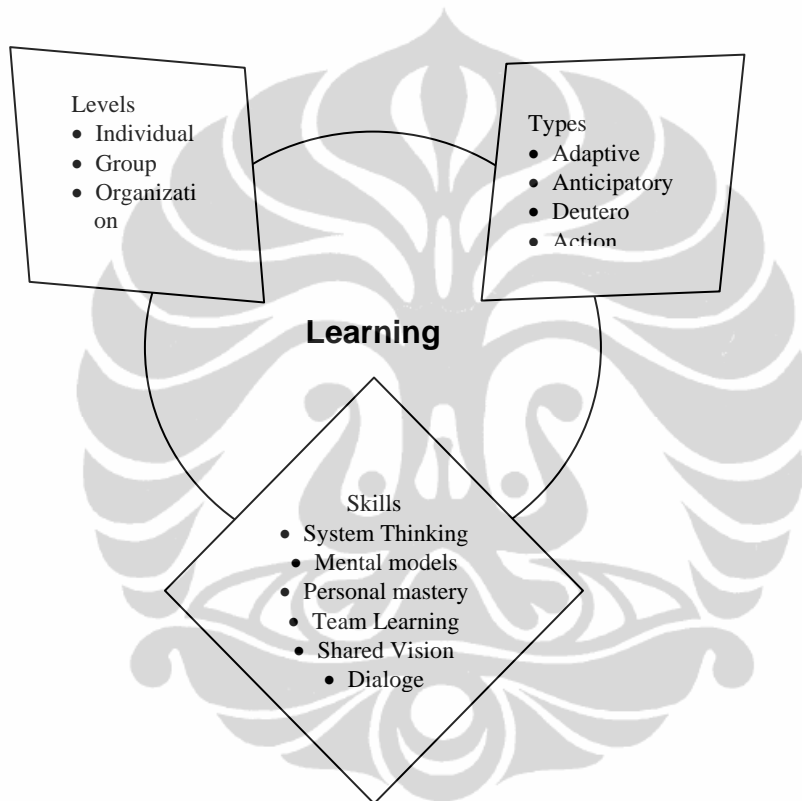 Levels
• Individual
• Group
• Organizati
on
Types
• Adaptive
• Anticipatory
• Deutero
• Action
Learning
Skills
• System Thinking
• Mental models
• Personal mastery
• Team Learning
• Shared Vision
• Dialoge